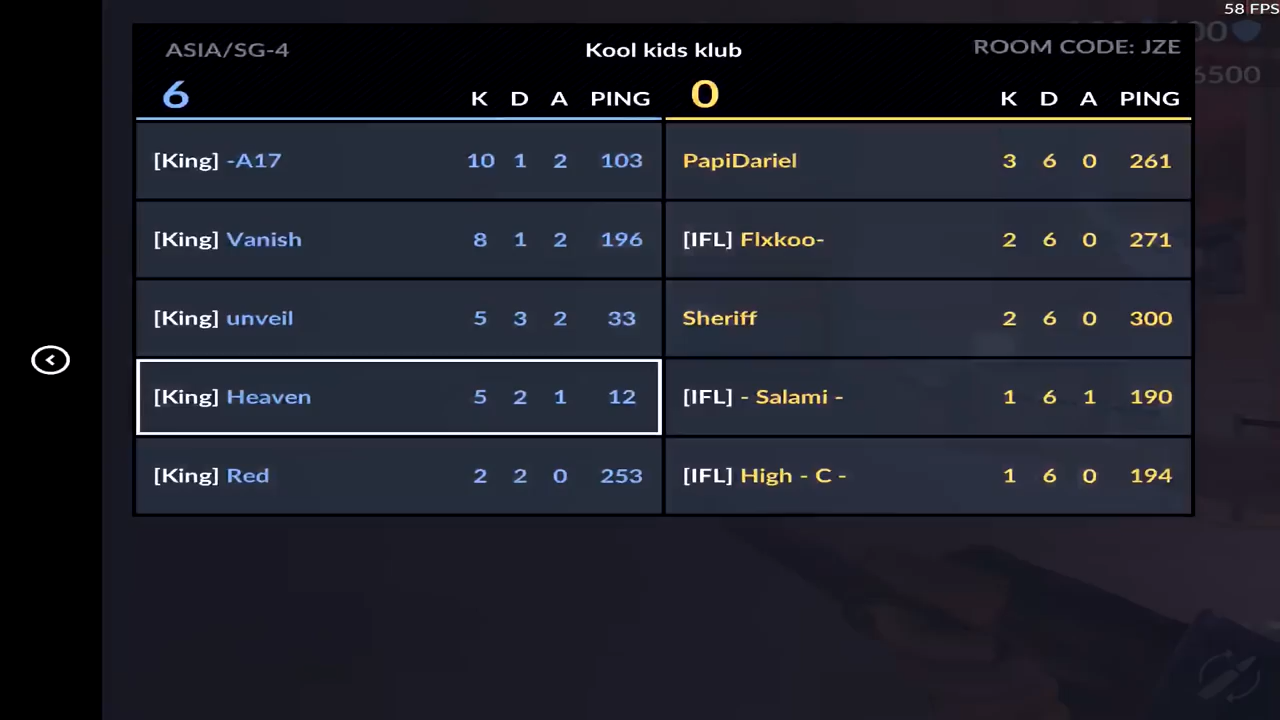 58 FPS
ASIA/SG-4 Kool kids klub ROOM CODE: JZE
6 K D A PING 0 K D A PING
6500
[King] -A17 10 1 2 103 PapiDariel 3 6 0 261
[King] Vanish 8 1 2 196 [IFL] Flxkoo- 2 6 0 271
[King] unveil 5 3 2 33 Sheriff 2 6 0 300
[King] Heaven 5 2 1 12 [IFL] - Salami - 1 6 1 190
[King] Red 2 2 0 253 [IFL] High - C - 1 6 0 194